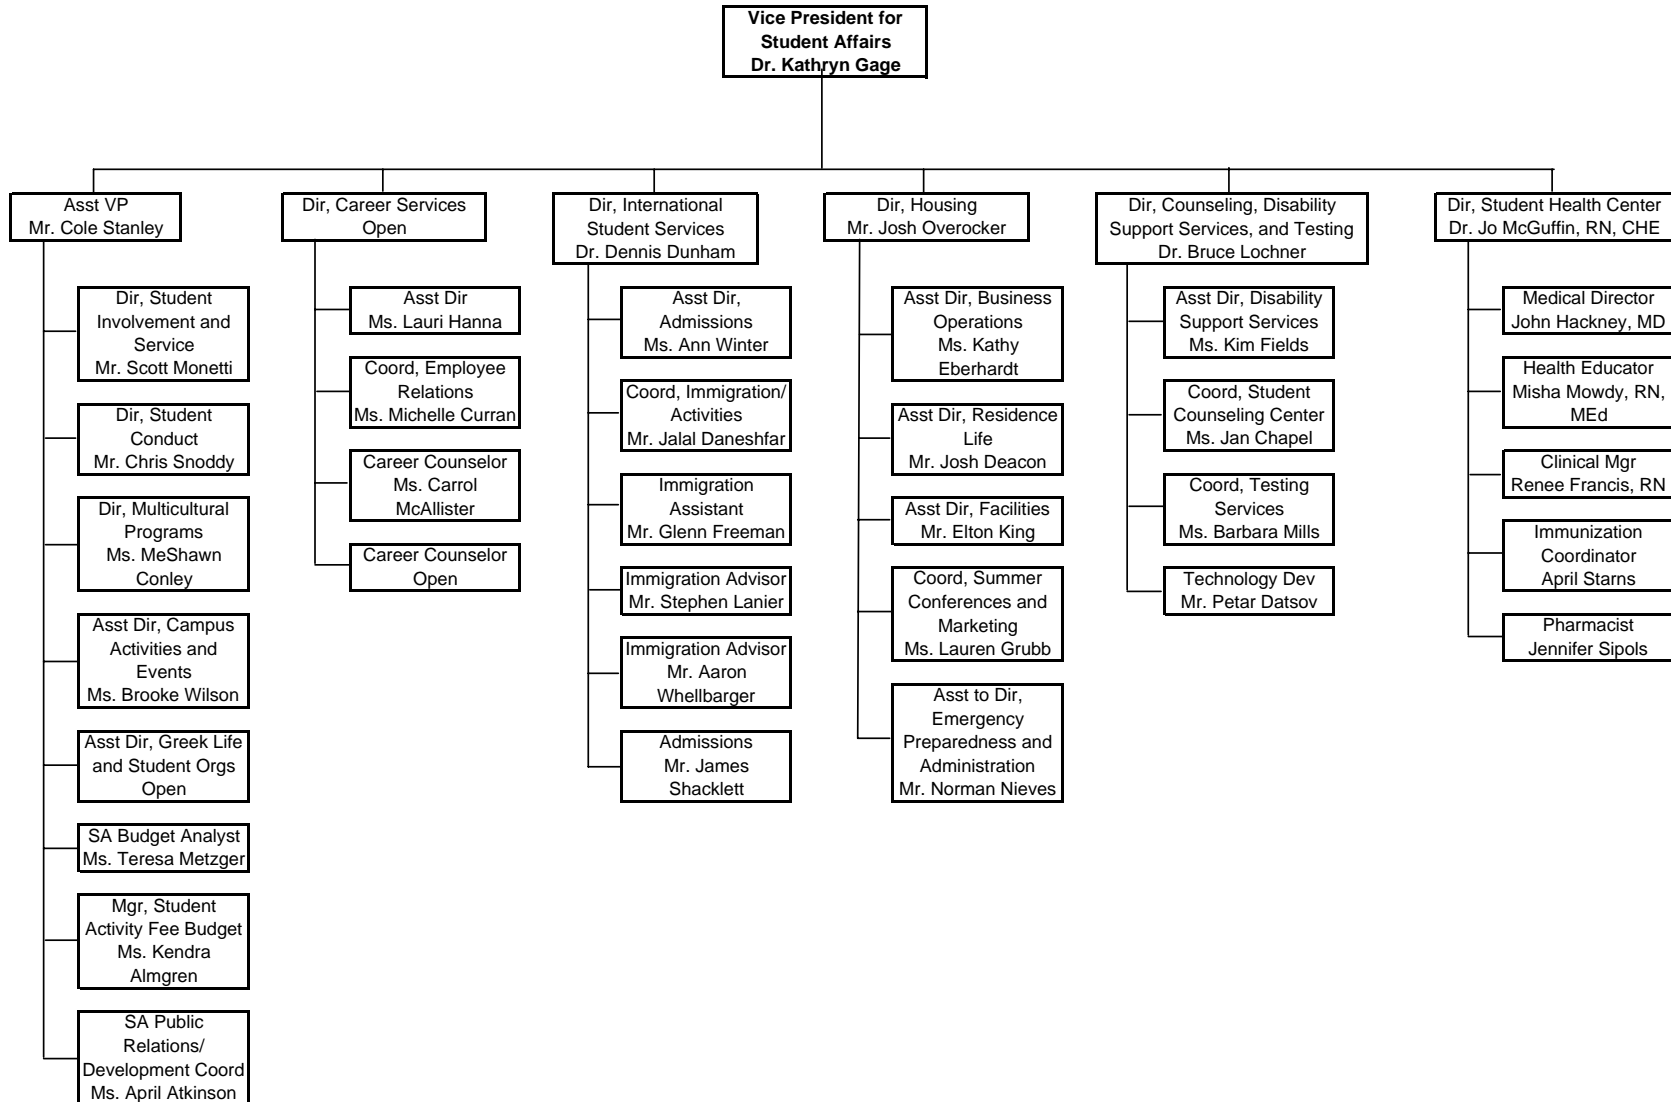 Vice President for
Student Affairs
Dr. Kathryn Gage
Asst VP
Mr. Cole Stanley
Dir, Student
Involvement and
Service
Mr. Scott Monetti
Dir, Student
Conduct
Mr. Chris Snoddy
Dir, Multicultural
Programs
Ms. MeShawn
Conley
Asst Dir, Campus
Activities and
Events
Ms. Brooke Wilson
Asst Dir, Greek Life
and Student Orgs
Open
SA Budget Analyst
Ms. Teresa Metzger
Mgr, Student
Activity Fee Budget
Ms. Kendra
Almgren
SA Public
Relations/
Development Coord
Ms. April Atkinson
Dir, Career Services
Open
Asst Dir
Ms. Lauri Hanna
Coord, Employee
Relations
Ms. Michelle Curran
Career Counselor
Ms. Carrol
McAllister
Career Counselor
Open
Dir, International
Student Services
Dr. Dennis Dunham
Asst Dir,
Admissions
Ms. Ann Winter
Coord, Immigration/
Activities
Mr. Jalal Daneshfar
Immigration
Assistant
Mr. Glenn Freeman
Immigration Advisor
Mr. Stephen Lanier
Immigration Advisor
Mr. Aaron
Whellbarger
Admissions
Mr. James
Shacklett
Dir, Housing
Mr. Josh Overocker
Asst Dir, Business
Operations
Ms. Kathy
Eberhardt
Asst Dir, Residence
Life
Mr. Josh Deacon
Asst Dir, Facilities
Mr. Elton King
Coord, Summer
Conferences and
Marketing
Ms. Lauren Grubb
Asst to Dir,
Emergency
Preparedness and
Administration
Mr. Norman Nieves
Dir, Counseling, Disability
Support Services, and Testing
Dr. Bruce Lochner
Asst Dir, Disability
Support Services
Ms. Kim Fields
Coord, Student
Counseling Center
Ms. Jan Chapel
Coord, Testing
Services
Ms. Barbara Mills
Technology Dev
Mr. Petar Datsov
Dir, Student Health Center
Dr. Jo McGuffin, RN, CHE
Medical Director
John Hackney, MD
Health Educator
Misha Mowdy, RN,
MEd
Clinical Mgr
Renee Francis, RN
Immunization
Coordinator
April Starns
Pharmacist
Jennifer Sipols